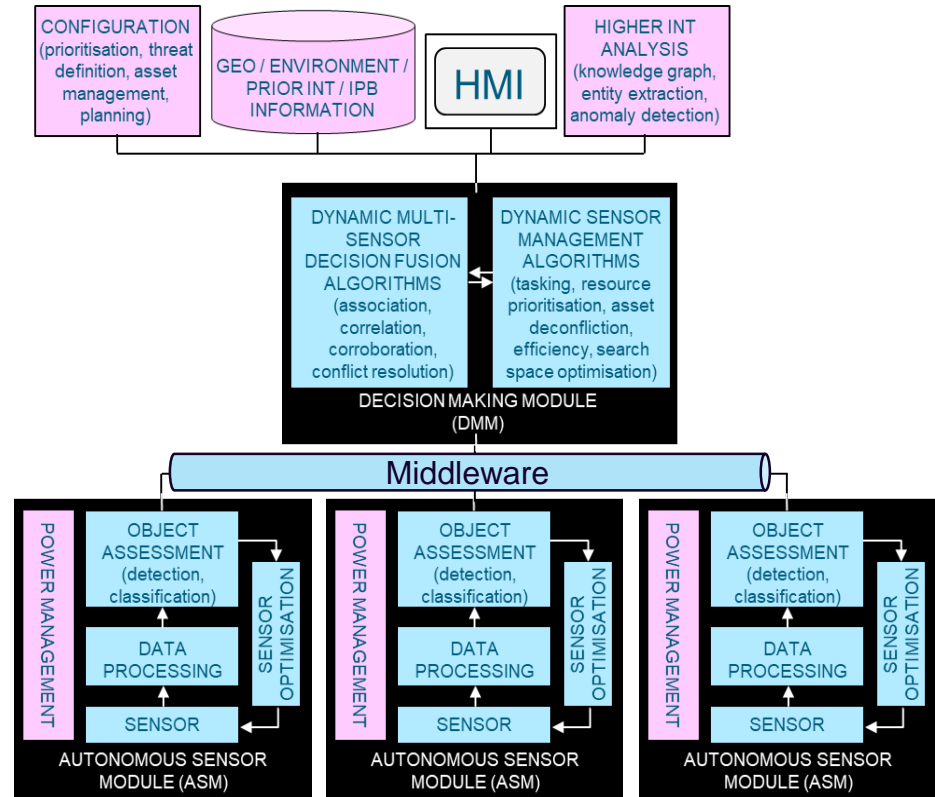 CONFIGURATION
(prioritisation, threat
definition, asset
management,
planning)
GEO / ENVIRONMENT /
PRIOR INT / IPB
INFORMATION
HMI
HIGHER INT
ANALYSIS
(knowledge graph,
entity extraction,
anomaly detection)
DYNAMIC MULTI-
SENSOR
DECISION FUSION
ALGORITHMS
(association,
correlation,
corroboration,
conflict resolution)
DYNAMIC SENSOR
MANAGEMENT
ALGORITHMS
(tasking, resource
prioritisation, asset
deconfliction,
efficiency, search
space optimisation)
DECISION MAKING MODULE
(DMM)
Middleware
POWER MANAGEMENT
OBJECT
ASSESSMENT
(detection,
classification)
SENSOR
OPTIMISATION
DATA
PROCESSING
SENSOR
AUTONOMOUS SENSOR
MODULE (ASM)
POWER MANAGEMENT
OBJECT
ASSESSMENT
(detection,
classification)
SENSOR
OPTIMISATION
DATA
PROCESSING
SENSOR
AUTONOMOUS SENSOR
MODULE (ASM)
POWER MANAGEMENT
OBJECT
ASSESSMENT
(detection,
classification)
SENSOR
OPTIMISATION
DATA
PROCESSING
SENSOR
AUTONOMOUS SENSOR
MODULE (ASM)